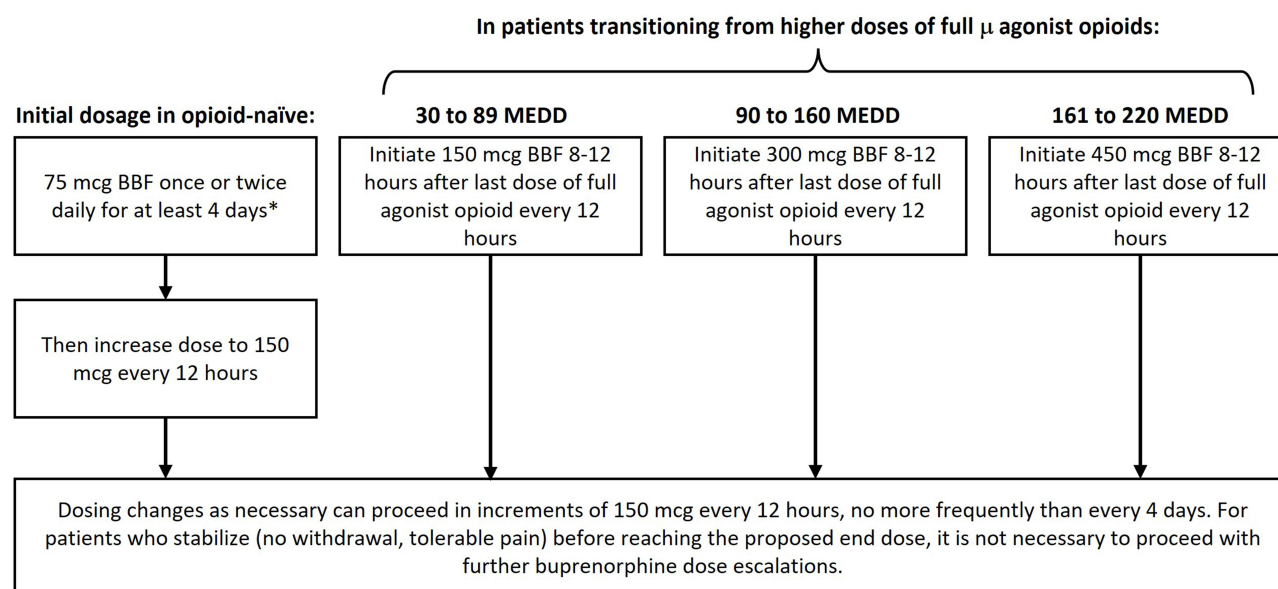 In patients transitioning from higher doses of full μ agonist opioids:
Initial dosage in opioid-naïve:
30 to 89 MEDD
90 to 160 MEDD
161 to 220 MEDD
75 mcg BBF once or twice
daily for at least 4 days*
Initiate 150 mcg BBF 8-12
hours after last dose of full
agonist opioid every 12
hours
Initiate 300 mcg BBF 8-12
hours after last dose of full
agonist opioid every 12
hours
Initiate 450 mcg BBF 8-12
hours after last dose of full
agonist opioid every 12
hours
Then increase dose to 150
mcg every 12 hours
Dosing changes as necessary can proceed in increments of 150 mcg every 12 hours, no more frequently than every 4 days. For
patients who stabilize (no withdrawal, tolerable pain) before reaching the proposed end dose, it is not necessary to proceed with
further buprenorphine dose escalations.